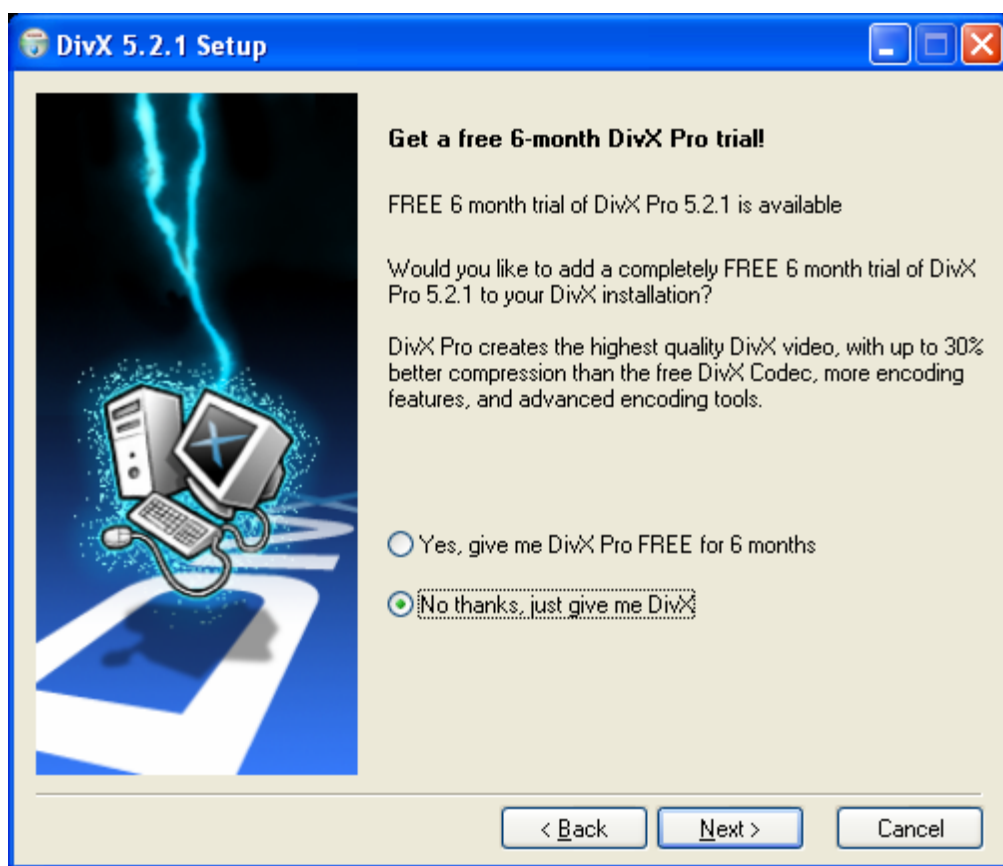 DivX 5.2.1 Setup
Get a free 6-month DivX Pro trial!
FREE 6 month trial of DivX Pro 5.2.1 is available
Would you like to add a completely FREE 6 month trial of DivX
Pro 5.2.1 to your DivX installation?
DivX Pro creates the highest quality DivX video, with up to 30%
better compression than the free DivX Codec, more encoding
features, and advanced encoding tools.
Yes, give me DivX Pro FREE for 6 months
No thanks, just give me DivX
< Back
Next >
Cancel